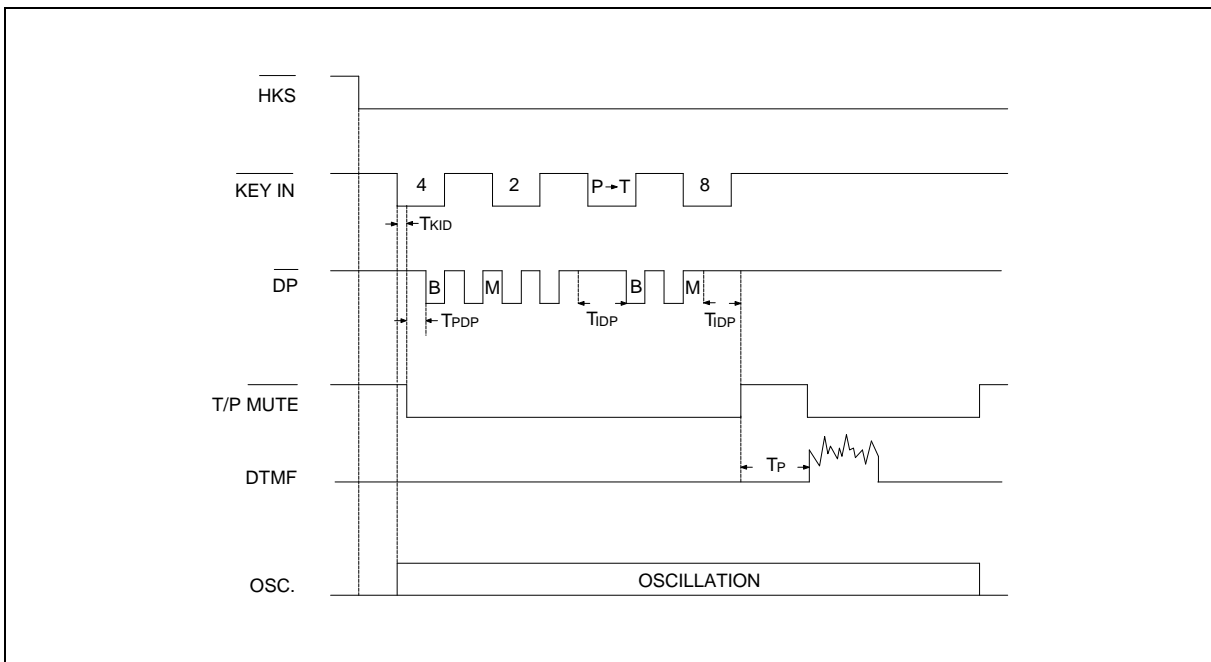 HKS
KEY IN
4 2 P→T 8
TKID
DP
B M B M
TPDP TIDP TIDP
T/P MUTE
DTMF
TP
OSC.
OSCILLATION